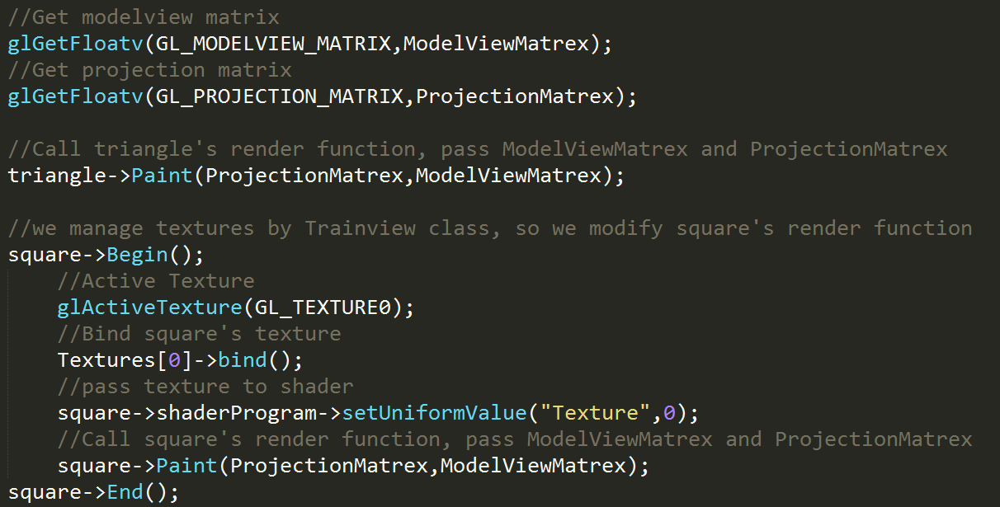 //Get modelview matrix
glGetFloatv(GL_MODELVIEW_MATRIX,ModelViewMatrex);
//Get projection matrix
glGetFloatv(GL_PROJECTION_MATRIX,ProjectionMatrex);
//Call triangle's render function, pass ModelViewMatrex and ProjectionMatrex
triangle->Paint(ProjectionMatrex,ModelViewMatrex);
//we manage textures by Trainview class, so we modify square's render function
square->Begin();
//Active Texture
glActiveTexture(GL_TEXTURE0);
//Bind square's texture
Textures[0]->bind();
//pass texture to shader
square->shaderProgram->setUniformValue("Texture",0);
//Call square's render function, pass ModelViewMatrex and ProjectionMatrex
square->Paint(ProjectionMatrex,ModelViewMatrex);
square->End();